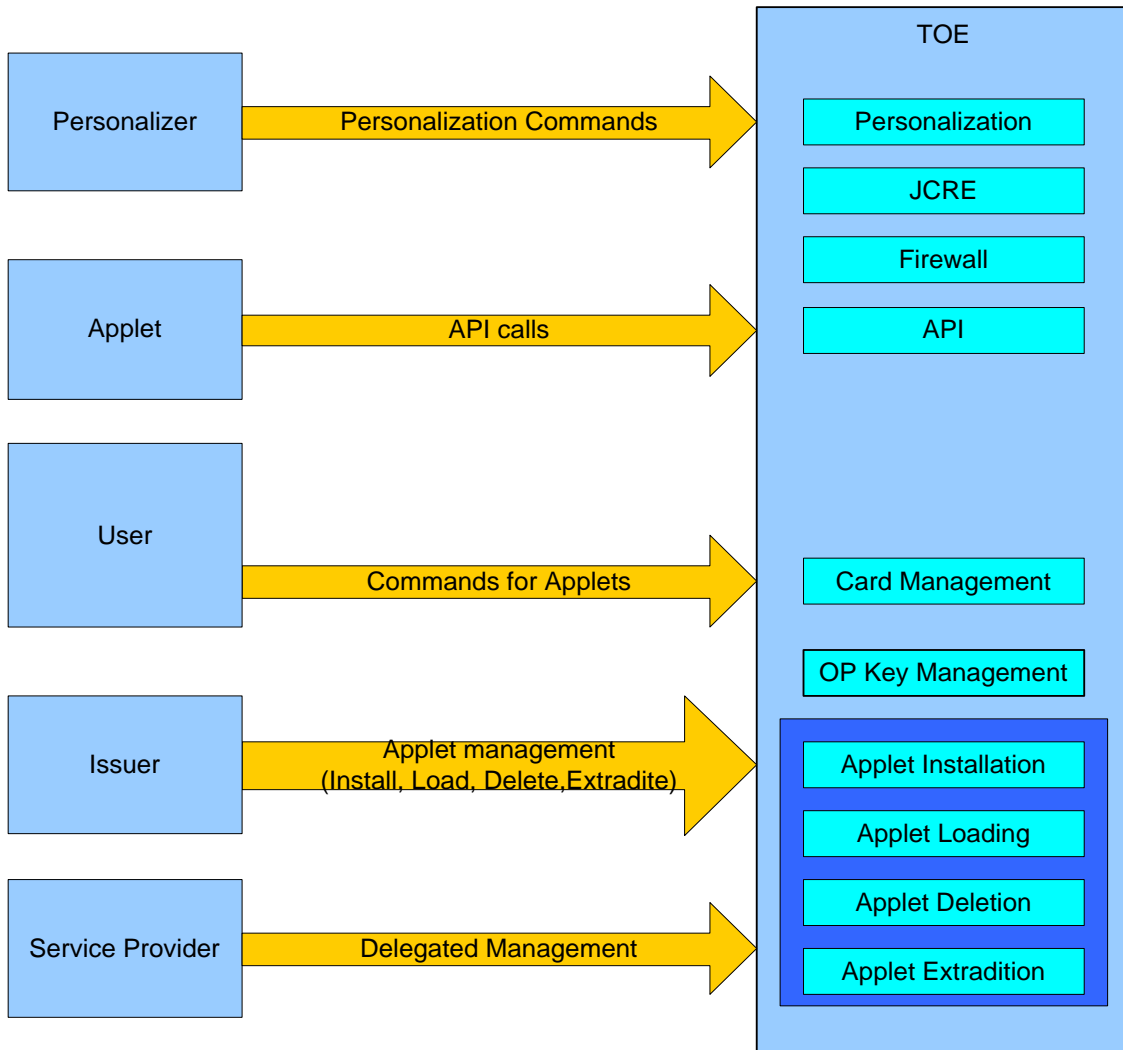 TOE
Personalizer
Personalization Commands
Personalization
JCRE
Firewall
Applet
API calls
API
User
Commands for Applets
Card Management
OP Key Management
Issuer
Applet management
(Install, Load, Delete,Extradite)
Applet Installation
Applet Loading
Applet Deletion
Service Provider
Delegated Management
Applet Extradition